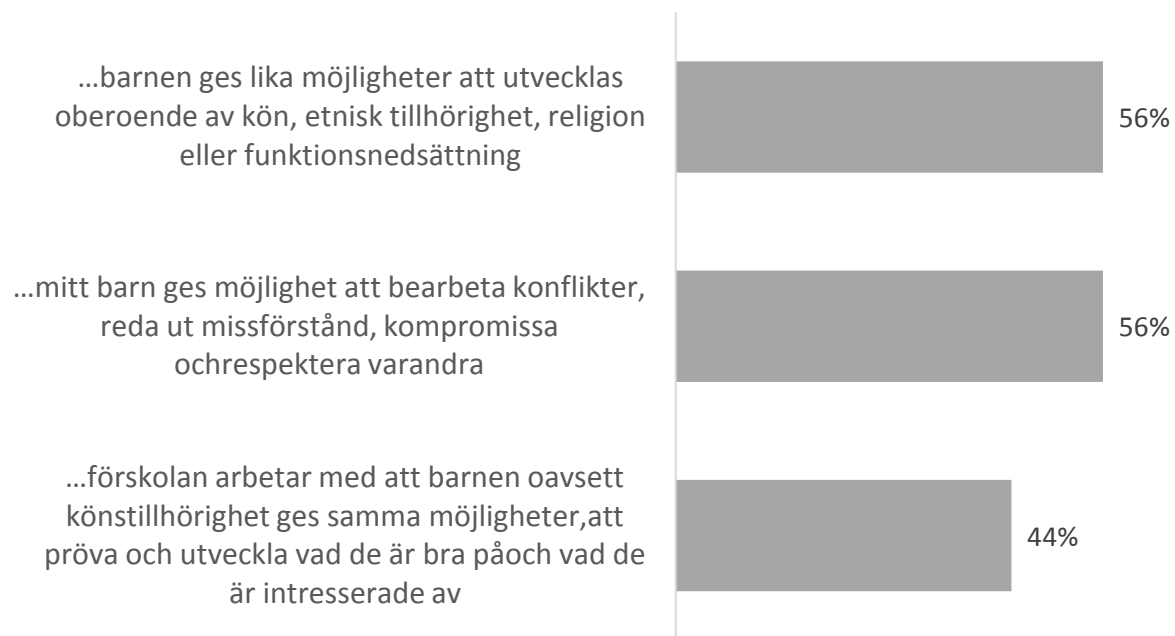 …barnen ges lika möjligheter att utvecklas
oberoende av kön, etnisk tillhörighet, religion
eller funktionsnedsättning
56%
…mitt barn ges möjlighet att bearbeta konflikter,
reda ut missförstånd, kompromissa
ochrespektera varandra
56%
…förskolan arbetar med att barnen oavsett
könstillhörighet ges samma möjligheter,att
pröva och utveckla vad de är bra påoch vad de
är intresserade av
44%